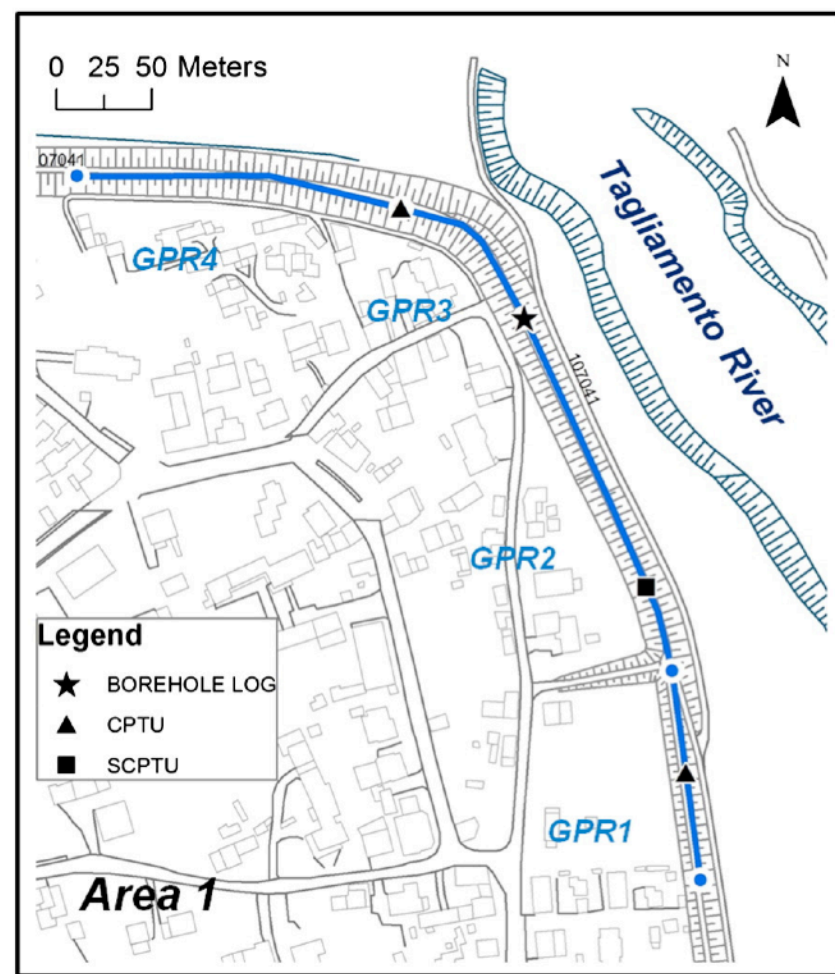 0 25 50 Meters
N
07041
Tagliamento River
GPR4
GPR3
107041
GPR2
Legend
BOREHOLE LOG
CPTU
SCPTU
GPR1
Area 1